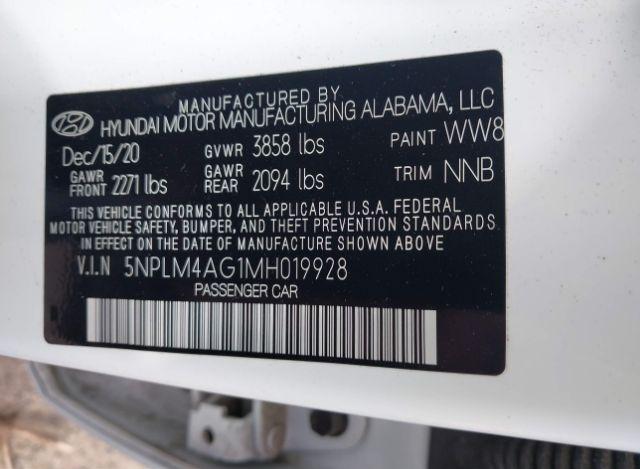 MANUFACTURED BY
HYUNDAI MOTOR MANUFACTURING ALABAMA, LLC
Dec/15/20 GVWR 3858 lbs PAINT WW8
GAWR FRONT 2271 lbs GAWR REAR 2094 lbs TRIM NNB
THIS VEHICLE CONFORMS TO ALL APPLICABLE U.S.A. FEDERAL
MOTOR VEHICLE SAFETY, BUMPER, AND THEFT PREVENTION STANDARDS
IN EFFECT ON THE DATE OF MANUFACTURE SHOWN ABOVE.
V.I.N 5NPLM4AG1MH019928
PASSENGER CAR